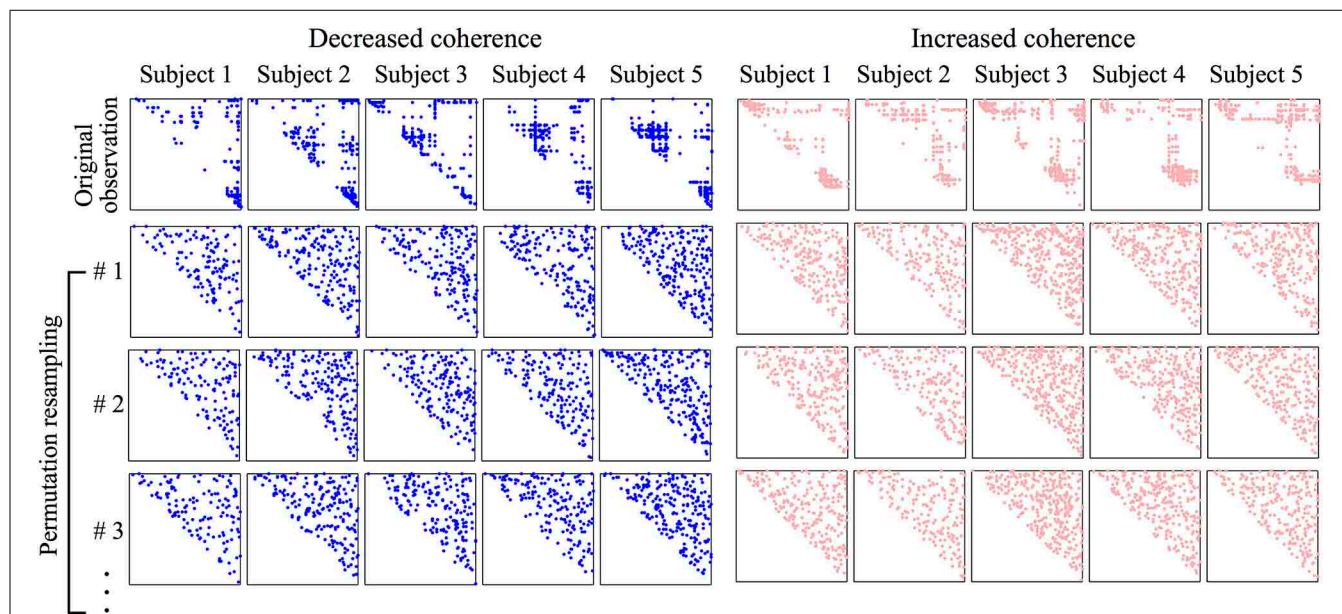 Decreased coherence
Increased coherence
Subject 1 Subject 2 Subject 3 Subject 4 Subject 5
Subject 1 Subject 2 Subject 3 Subject 4 Subject 5
Original
observation
Permutation resampling
# 1
# 2
# 3